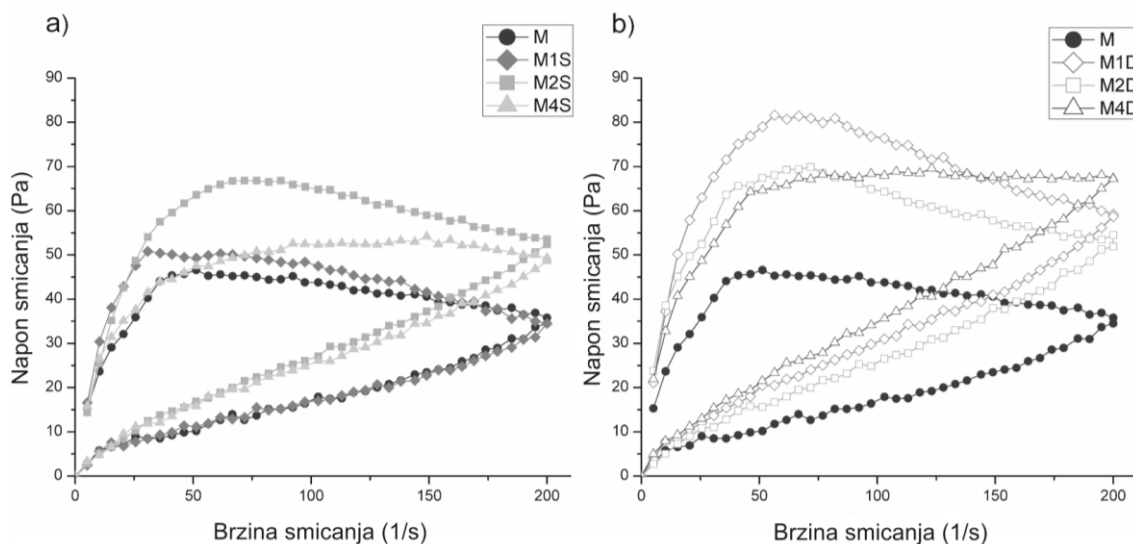 a)
M
M1S
M2S
M4S
90
80
70
60
50
40
30
20
10
0
Napon smicanja (Pa)
0 50 100 150 200
Brzina smicanja (1/s)
b)
M
M1D
M2D
M4D
90
80
70
60
50
40
30
20
10
0
Napon smicanja (Pa)
0 50 100 150 200
Brzina smicanja (1/s)